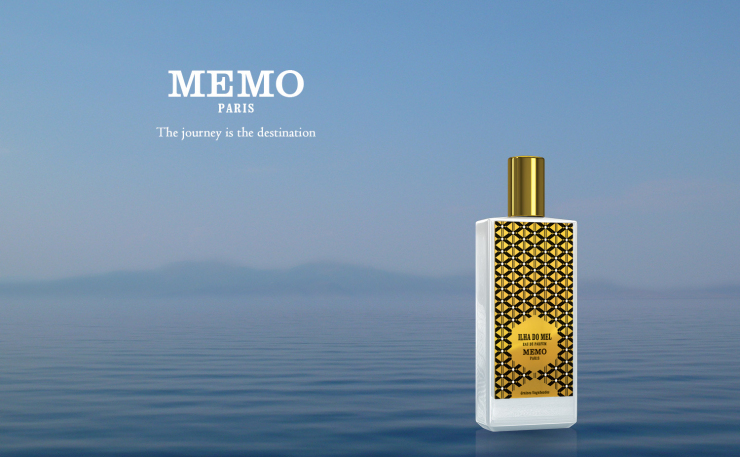 MEMO
PARIS
The journey is the destination
ILHA DO MEL
EAU DE PARFUM
MEMO
PARIS